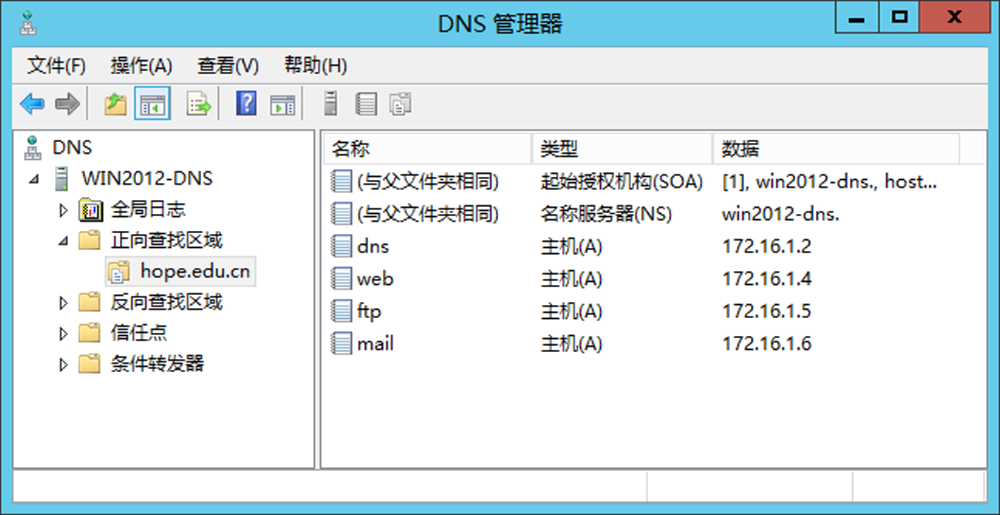 DNS 管理器
文件(F) 操作(A) 查看(V) 帮助(H)
DNS
WIN2012-DNS
全局日志
正向查找区域
hope.edu.cn
反向查找区域
信任点
条件转发器
名称 类型 数据
(与父文件夹相同) 起始授权机构(SOA) [1], win2012-dns., host...
(与父文件夹相同) 名称服务器(NS) win2012-dns.
dns 主机(A) 172.16.1.2
web 主机(A) 172.16.1.4
ftp 主机(A) 172.16.1.5
mail 主机(A) 172.16.1.6